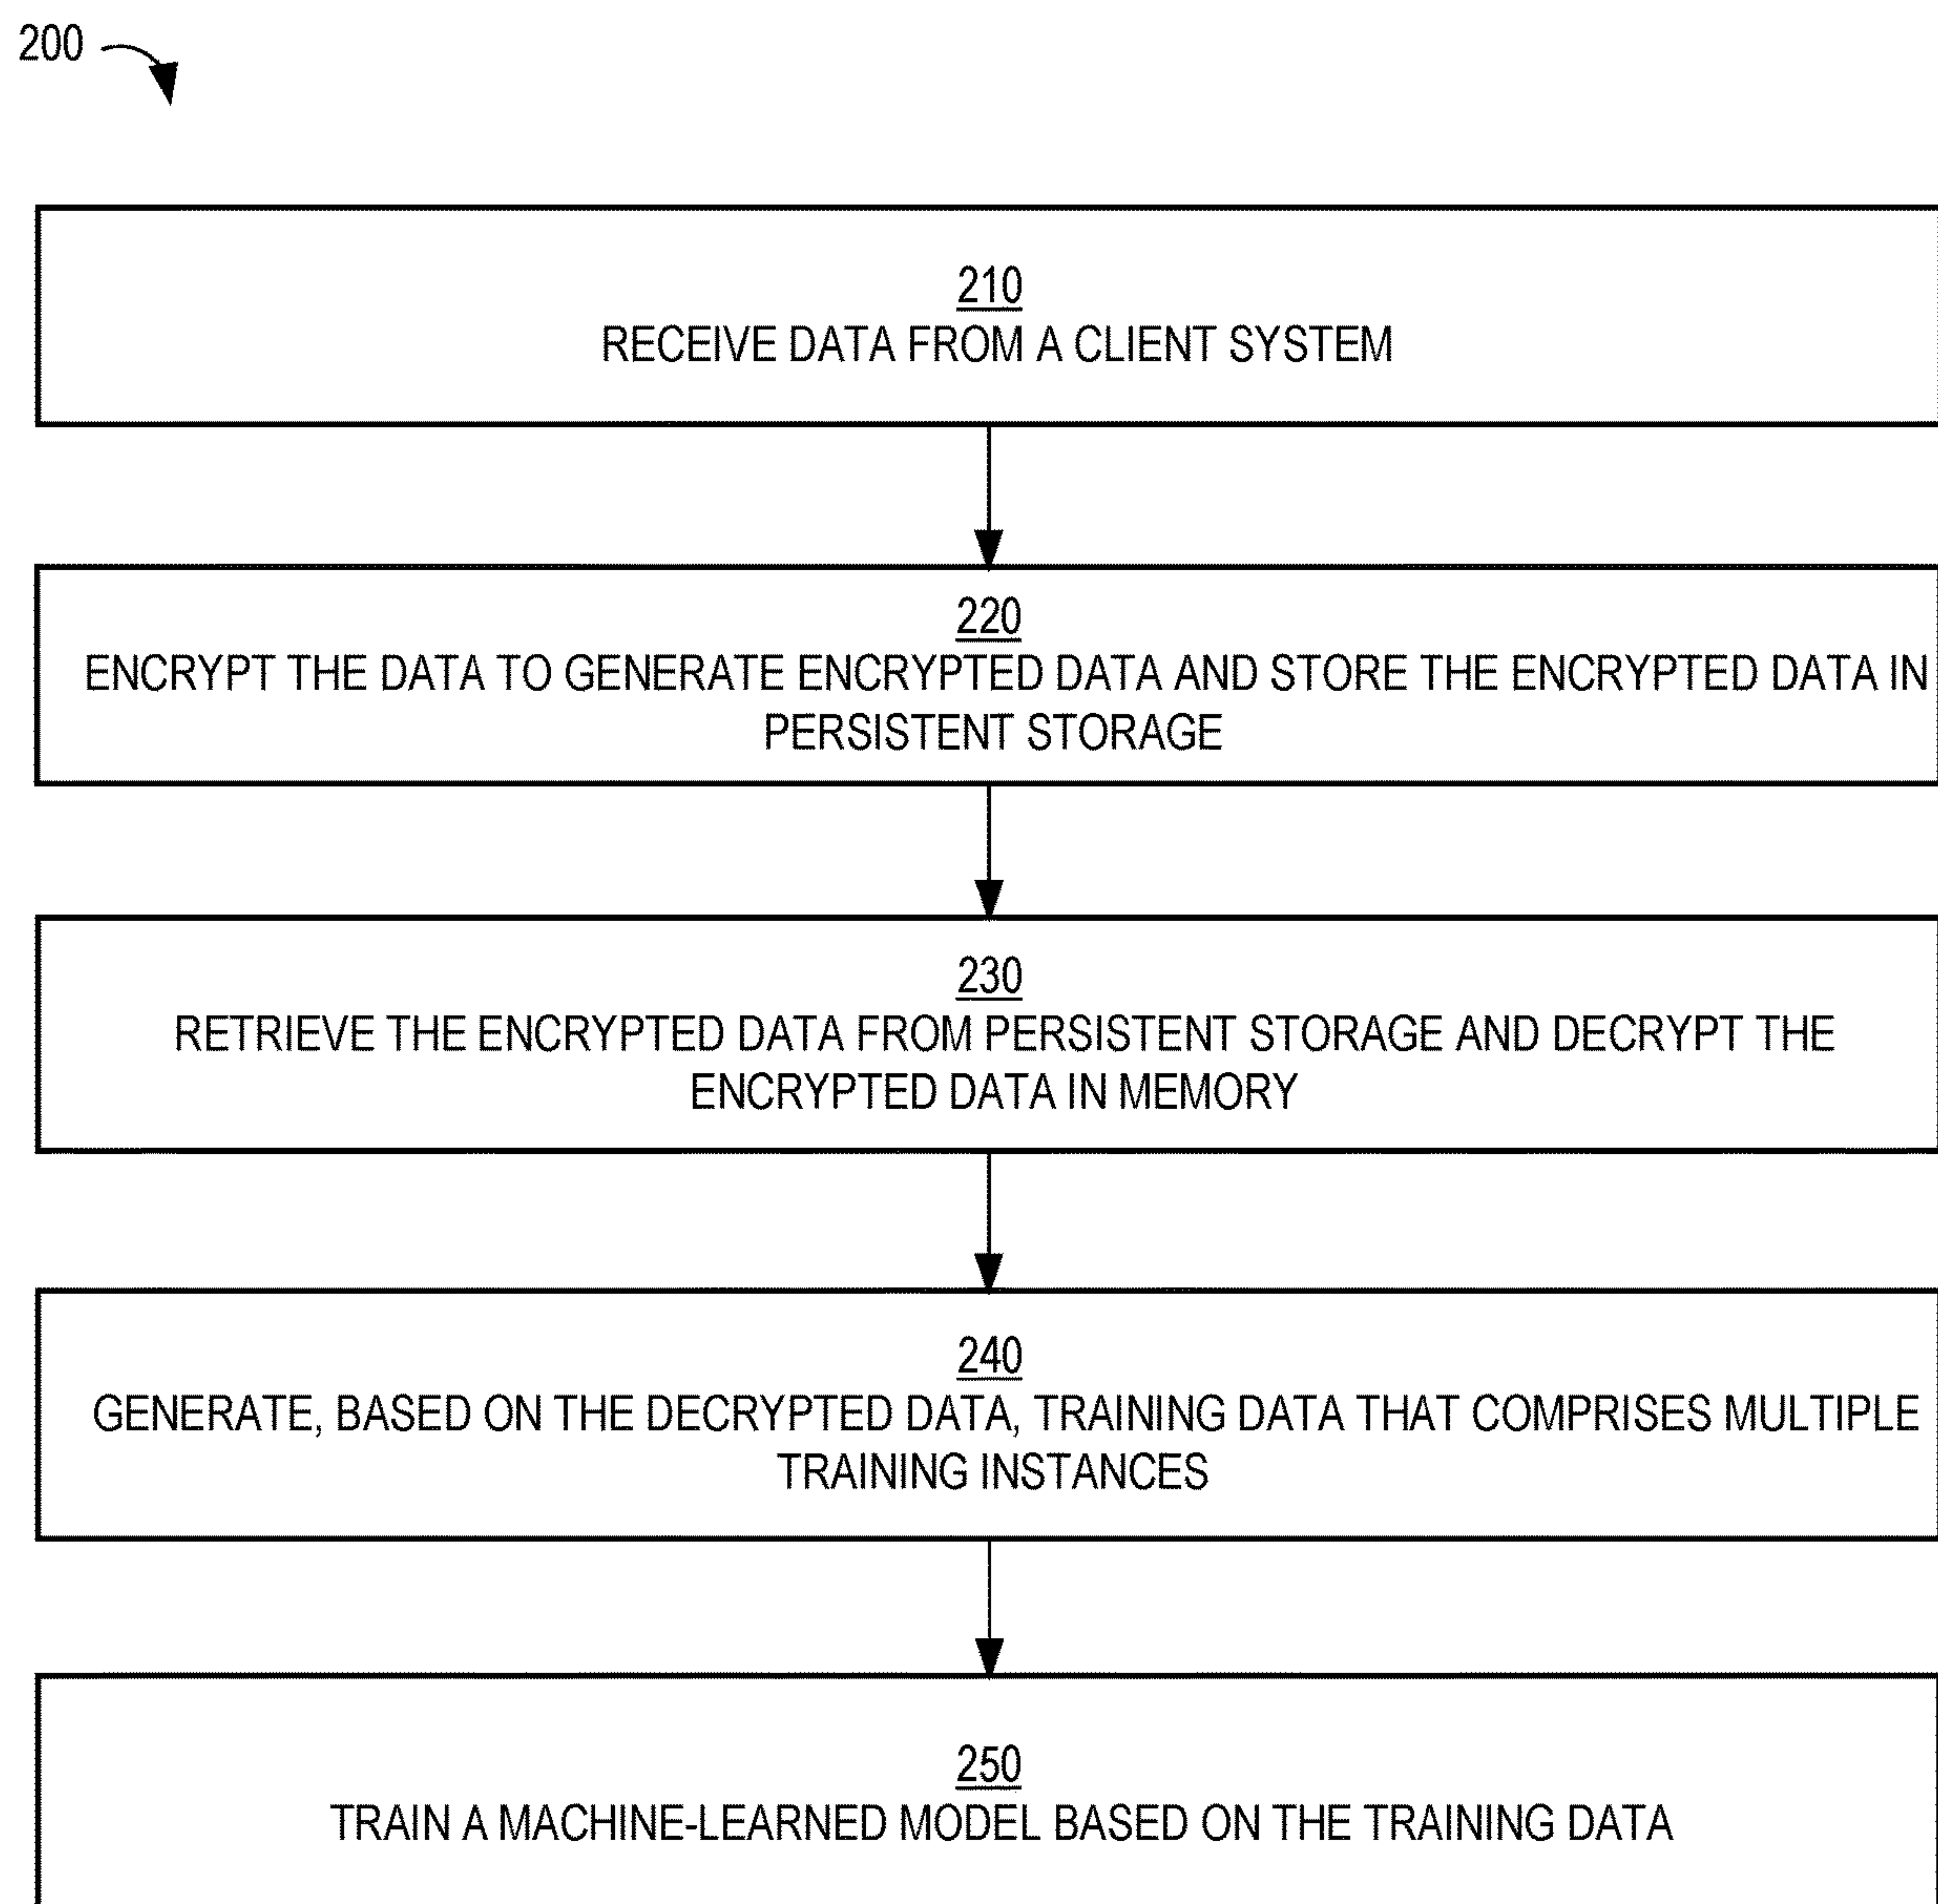 200
210
RECEIVE DATA FROM A CLIENT SYSTEM
220
ENCRYPT THE DATA TO GENERATE ENCRYPTED DATA AND STORE THE ENCRYPTED DATA IN
PERSISTENT STORAGE
230
RETRIEVE THE ENCRYPTED DATA FROM PERSISTENT STORAGE AND DECRYPT THE
ENCRYPTED DATA IN MEMORY
240
GENERATE, BASED ON THE DECRYPTED DATA, TRAINING DATA THAT COMPRISES MULTIPLE
TRAINING INSTANCES
250
TRAIN A MACHINE-LEARNED MODEL BASED ON THE TRAINING DATA